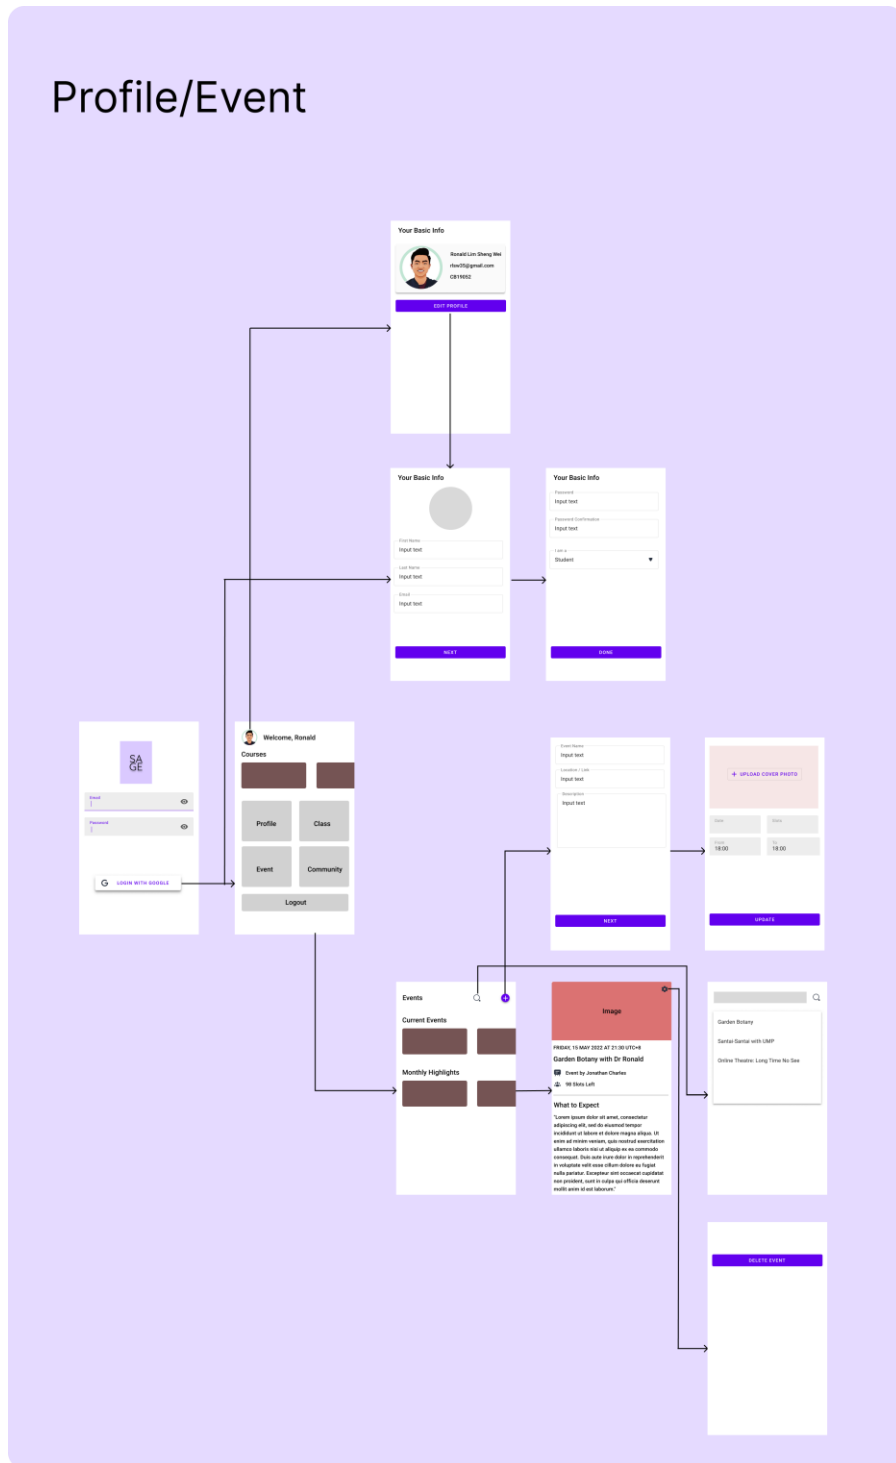 Profile/Event
Your Basic Info
Ronald Lim Sheng Wei
rlsw35@gmail.com
CB19052
EDIT PROFILE
Your Basic Info
First Name
Input text
Last Name
Input text
Email
Input text
NEXT
Your Basic Info
Password
Input text
Password Confirmation
Input text
I am a
Student
DONE
SA
GE
Email
Password
LOGIN WITH GOOGLE
Welcome, Ronald
Courses
Profile
Class
Event
Community
Logout
Event Name
Input text
Location / Link
Input text
Description
Input text
NEXT
+ UPLOAD COVER PHOTO
Date
Date
From
18:00
To
18:00
UPDATE
Events
Current Events
Monthly Highlights
Image
FRIDAY, 15 MAY 2022 AT 21:30 UTC+8
Garden Botany with Dr Ronald
Event by Jonathan Charles
98 Slots Left
What to Expect
"Lorem ipsum dolor sit amet, consectetur
adipiscing elit, sed do eiusmod tempor
incididunt ut labore et dolore magna aliqua. Ut
enim ad minim veniam, quis nostrud exercitation
ullamco laboris nisi ut aliquip ex ea commodo
consequat. Duis aute irure dolor in reprehenderit
in voluptate velit esse cillum dolore eu fugiat
nulla pariatur. Excepteur sint occaecat cupidatat
non proident, sunt in culpa qui officia deserunt
mollit anim id est laborum."
Garden Botany
Santai-Santai with UMP
Online Theatre: Long Time No See
DELETE EVENT